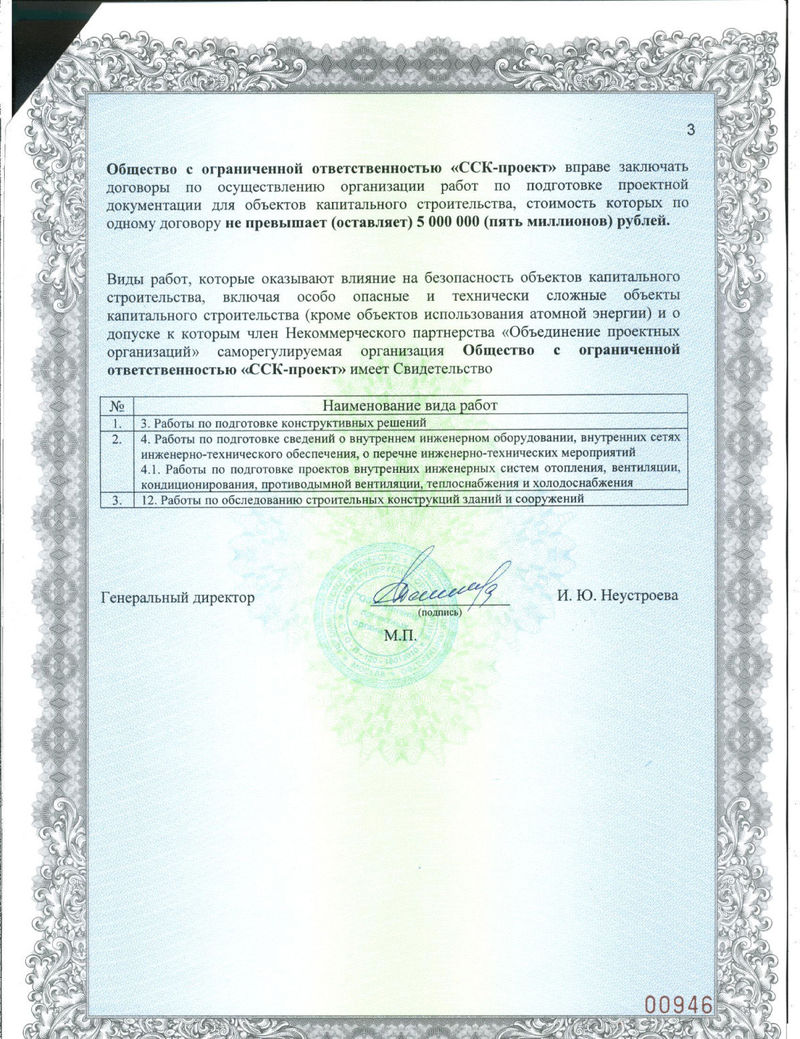 3
Общество с ограниченной ответственностью «ССК-проект» вправе заключать
договоры по осуществлению организации работ по подготовке проектной
документации для объектов капитального строительства, стоимость которых по
одному договору не превышает (оставляет) 5 000 000 (пять миллионов) рублей.
Виды работ, которые оказывают влияние на безопасность объектов капитального
строительства, включая особо опасные и технически сложные объекты
капитального строительства (кроме объектов использования атомной энергии) и о
допуске к которым член Некоммерческого партнерства «Объединение проектных
организаций» саморегулируемая организация Общество с ограниченной
ответственностью «ССК-проект» имеет Свидетельство
№ Наименование вида работ
1. 3. Работы по подготовке конструктивных решений
2. 4. Работы по подготовке сведений о внутреннем инженерном оборудовании, внутренних сетях
инженерно-технического обеспечения, о перечне инженерно-технических мероприятий
4.1. Работы по подготовке проектов внутренних инженерных систем отопления, вентиляции,
кондиционирования, противодымной вентиляции, теплоснабжения и холодоснабжения
3. 12. Работы по обследованию строительных конструкций зданий и сооружений
Генеральный директор
И. Ю. Неустроева
(подпись)
М.П.
00946